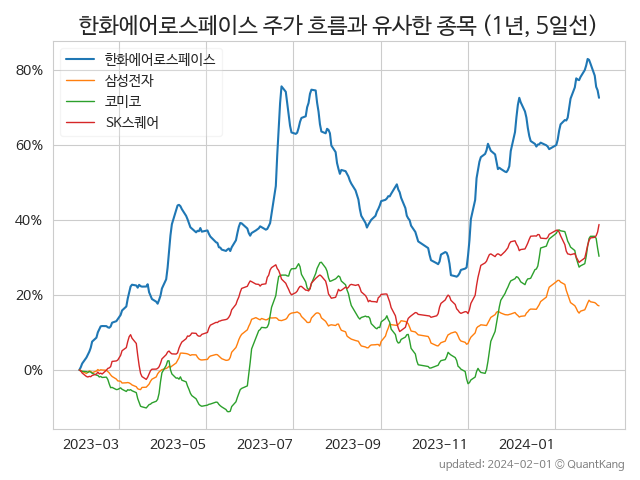 한화에어로스페이스 주가 흐름과 유사한 종목 (1년, 5일선)
한화에어로스페이스
삼성전자
코미코
SK스퀘어
80%
60%
40%
20%
0%
2023-03 2023-05 2023-07 2023-09 2023-11 2024-01
updated: 2024-02-01 © QuantKang